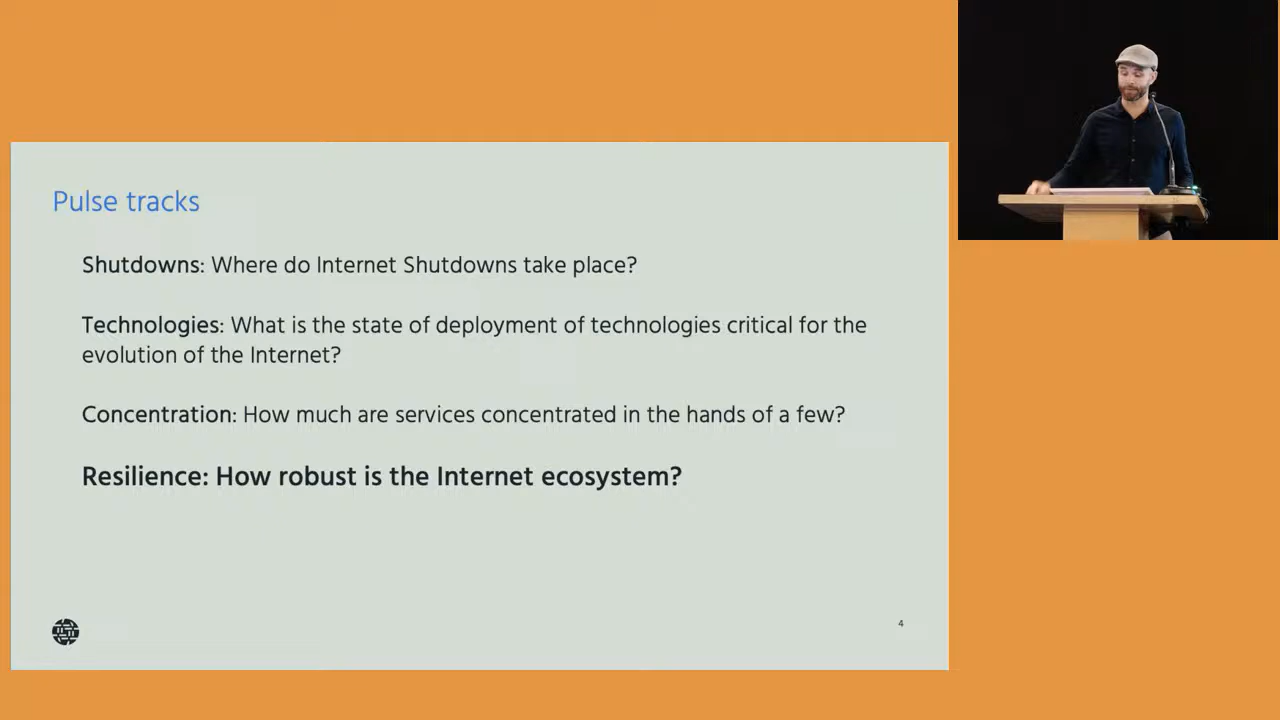 Pulse tracks
Shutdowns: Where do Internet Shutdowns take place?
Technologies: What is the state of deployment of technologies critical for the
evolution of the Internet?
Concentration: How much are services concentrated in the hands of a few?
Resilience: How robust is the Internet ecosystem?
4